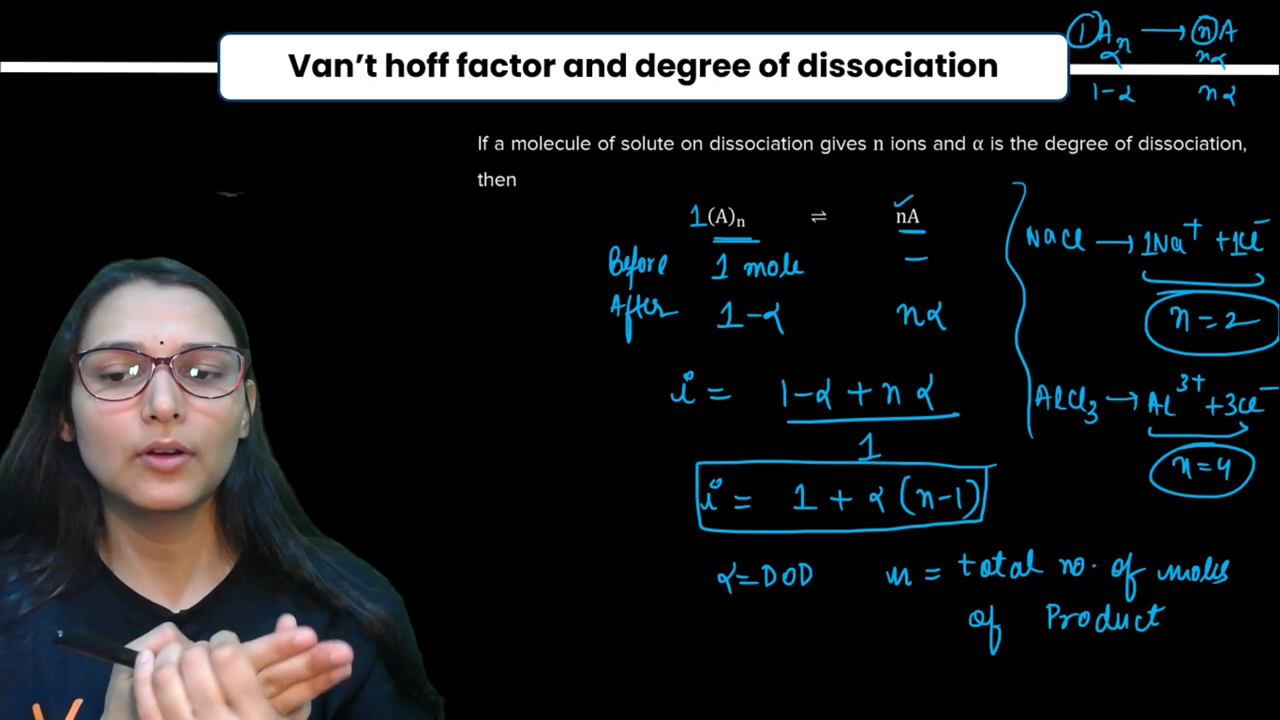 Van't hoff factor and degree of dissociation
1 Aₙ → nA
α nα
1-α nα
If a molecule of solute on dissociation gives n ions and α is the degree of dissociation,
then
1(A)ₙ ⇌ nA
Before 1 mole –
After 1-α nα
i = 1-α + nα
1
i = 1 + α (n-1)
α=DOD n = total no. of moles
of Product
NaCl → 1Na⁺ + 1Cl⁻
n=2
AlCl₃ → Al³⁺ + 3Cl⁻
n=4